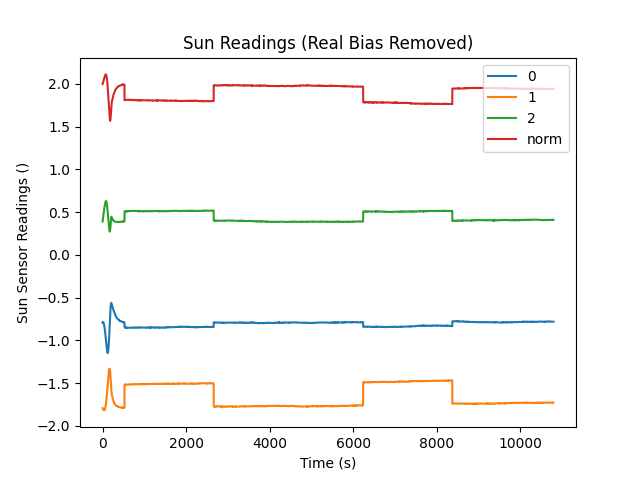 Sun Readings (Real Bias Removed)
Sun Sensor Readings ()
2.0
1.5
1.0
0.5
0.0
−0.5
−1.0
−1.5
−2.0
0
1
2
norm
0 2000 4000 6000 8000 10000
Time (s)